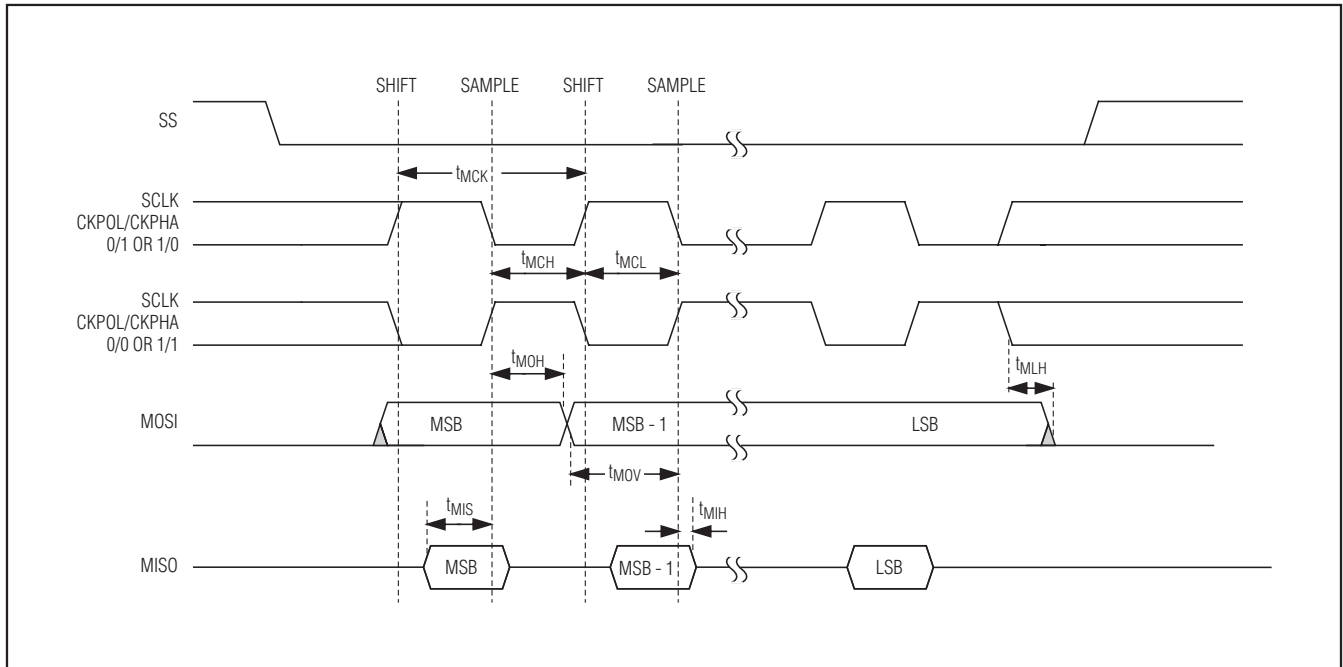 SHIFT SAMPLE SHIFT SAMPLE
SS
tMCK
SCLK
CKPOL/CKPHA
0/1 OR 1/0
tMCH tMCL
SCLK
CKPOL/CKPHA
0/0 OR 1/1
tMOH
tMLH
MOSI MSB MSB - 1 LSB
tMOV
tMIS
tMIH
MISO MSB MSB - 1 LSB